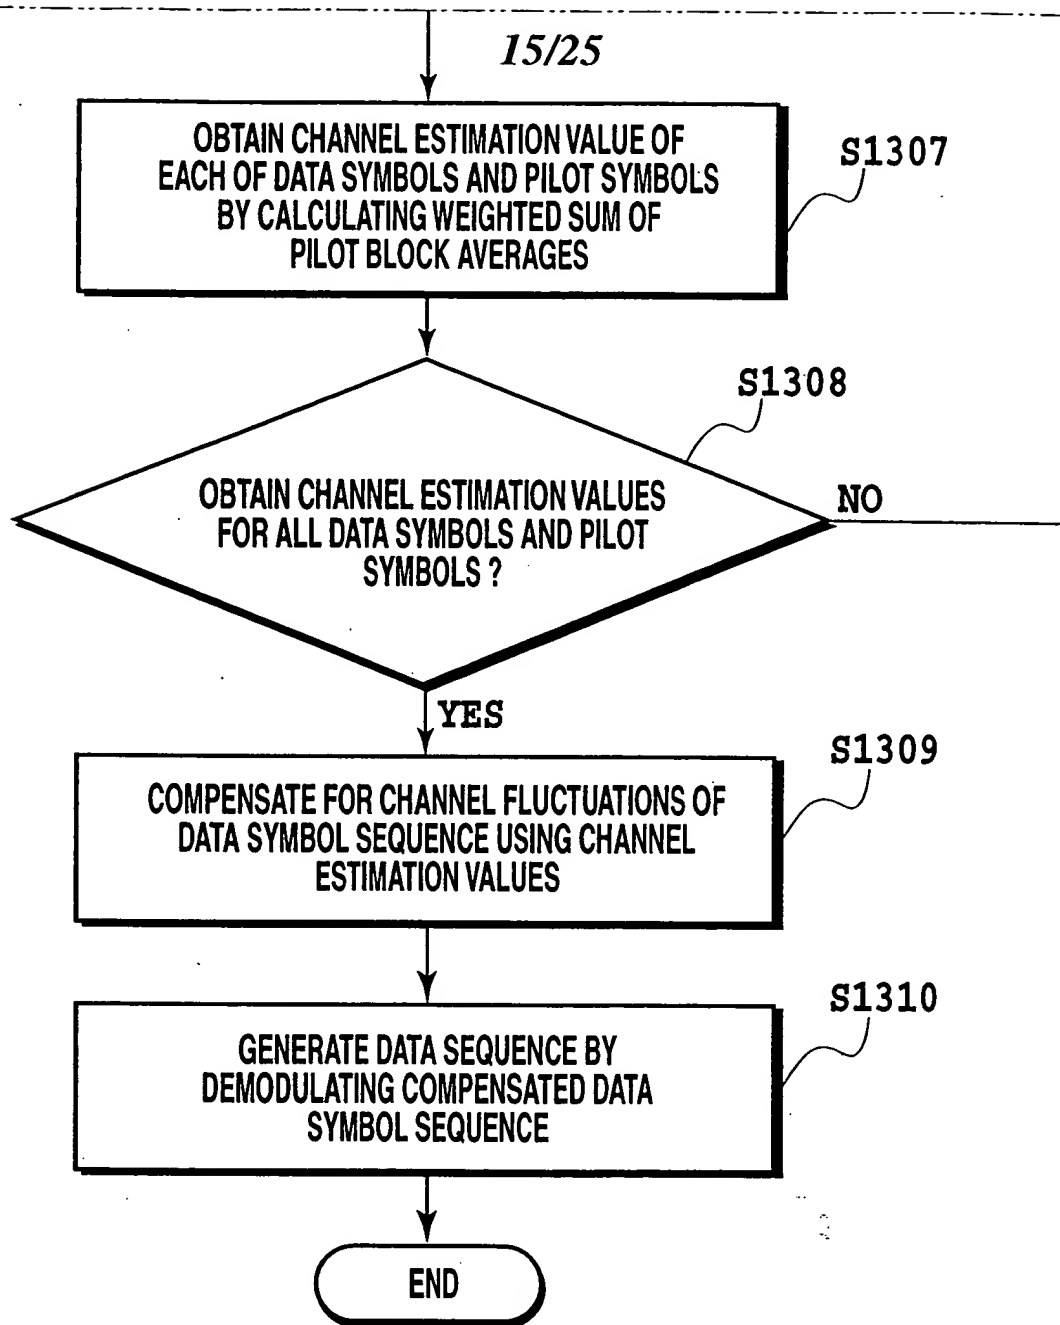 15/25
OBTAIN CHANNEL ESTIMATION VALUE OF
EACH OF DATA SYMBOLS AND PILOT SYMBOLS
BY CALCULATING WEIGHTED SUM OF
PILOT BLOCK AVERAGES
S1307
S1308
OBTAIN CHANNEL ESTIMATION VALUES
FOR ALL DATA SYMBOLS AND PILOT
SYMBOLS ?
NO
YES
S1309
COMPENSATE FOR CHANNEL FLUCTUATIONS OF
DATA SYMBOL SEQUENCE USING CHANNEL
ESTIMATION VALUES
S1310
GENERATE DATA SEQUENCE BY
DEMODULATING COMPENSATED DATA
SYMBOL SEQUENCE
END